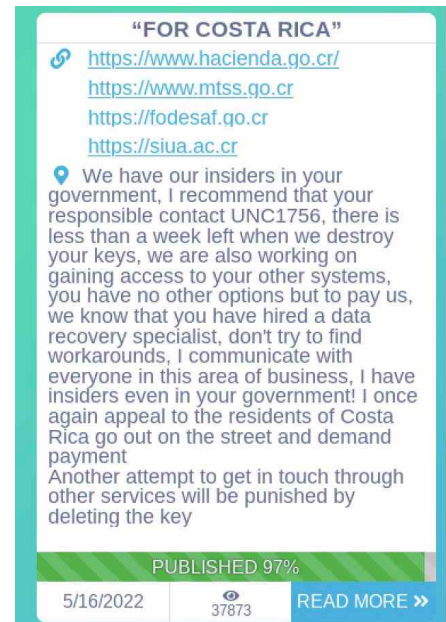 “FOR COSTA RICA”
https://www.hacienda.go.cr/
https://www.mtss.go.cr
https://fodesaf.go.cr
https://siua.ac.cr
We have our insiders in your
government, I recommend that your
responsible contact UNC1756, there is
less than a week left when we destroy
your keys, we are also working on
gaining access to your other systems,
you have no other options but to pay us,
we know that you have hired a data
recovery specialist, don't try to find
workarounds, I communicate with
everyone in this area of business, I have
insiders even in your government! I once
again appeal to the residents of Costa
Rica go out on the street and demand
payment
Another attempt to get in touch through
other services will be punished by
deleting the key
PUBLISHED 97%
5/16/2022
37873
READ MORE »